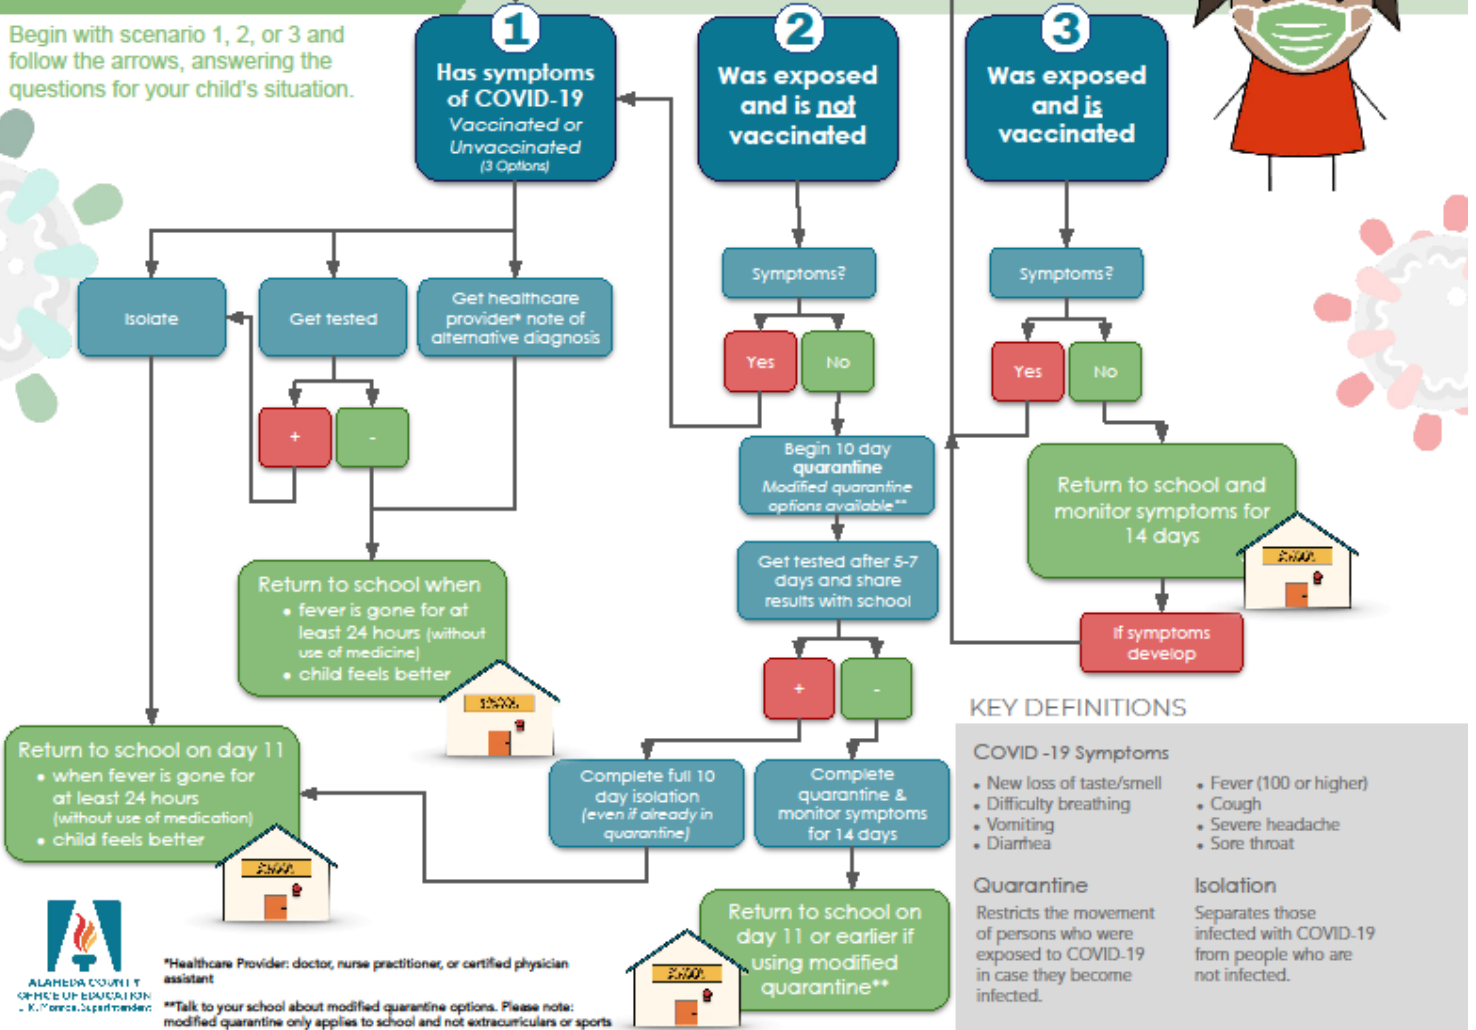 Begin with scenario 1, 2, or 3 and
follow the arrows, answering the
questions for your child's situation.
1
Has symptoms
of COVID-19
Vaccinated or
Unvaccinated
(3 Options)
2
Was exposed
and is not
vaccinated
3
Was exposed
and is
vaccinated
Isolate
Get tested
Get healthcare
provider* note of
alternative diagnosis
+
-
Return to school when
• fever is gone for at
least 24 hours (without
use of medicine)
• child feels better
SCHOOL
Return to school on day 11
• when fever is gone for
at least 24 hours
(without use of medication)
• child feels better
SCHOOL
Symptoms?
Yes
No
Begin 10 day
quarantine
Modified quarantine
options available**
Get tested after 5-7
days and share
results with school
+
-
Complete full 10
day isolation
(even if already in
quarantine)
Complete
quarantine &
monitor symptoms
for 14 days
Return to school on
day 11 or earlier if
using modified
quarantine**
SCHOOL
Symptoms?
Yes
No
Return to school and
monitor symptoms for
14 days
SCHOOL
If symptoms
develop
KEY DEFINITIONS
COVID -19 Symptoms
• New loss of taste/smell
• Difficulty breathing
• Vomiting
• Diarrhea
• Fever (100 or higher)
• Cough
• Severe headache
• Sore throat
Quarantine
Restricts the movement
of persons who were
exposed to COVID-19
in case they become
infected.
Isolation
Separates those
infected with COVID-19
from people who are
not infected.
ALAMEDA COUNTY
OFFICE OF EDUCATION
L. K. Monroe, Superintendent
*Healthcare Provider: doctor, nurse practitioner, or certified physician
assistant
**Talk to your school about modified quarantine options. Please note:
modified quarantine only applies to school and not extracurriculars or sports